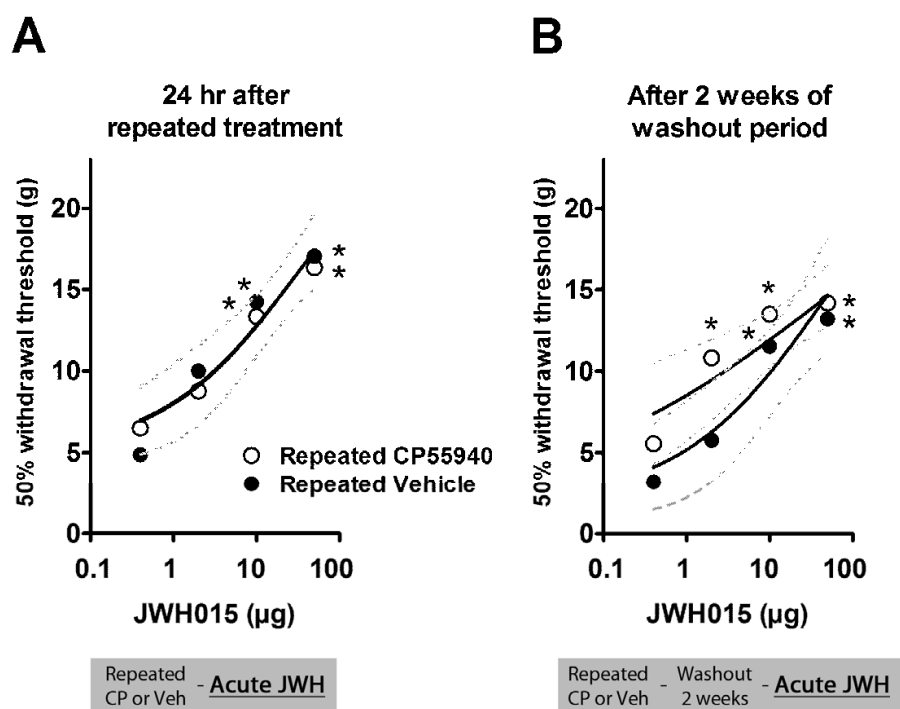 A
24 hr after
repeated treatment
50% withdrawal threshold (g)
20
15
10
5
0
*
*
*
*
Repeated CP55940
Repeated Vehicle
0.1 1 10 100
JWH015 (µg)
Repeated
CP or Veh
- Acute JWH
B
After 2 weeks of
washout period
50% withdrawal threshold (g)
20
15
10
5
0
*
*
*
*
*
0.1 1 10 100
JWH015 (µg)
Repeated
CP or Veh
- Washout
2 weeks
- Acute JWH